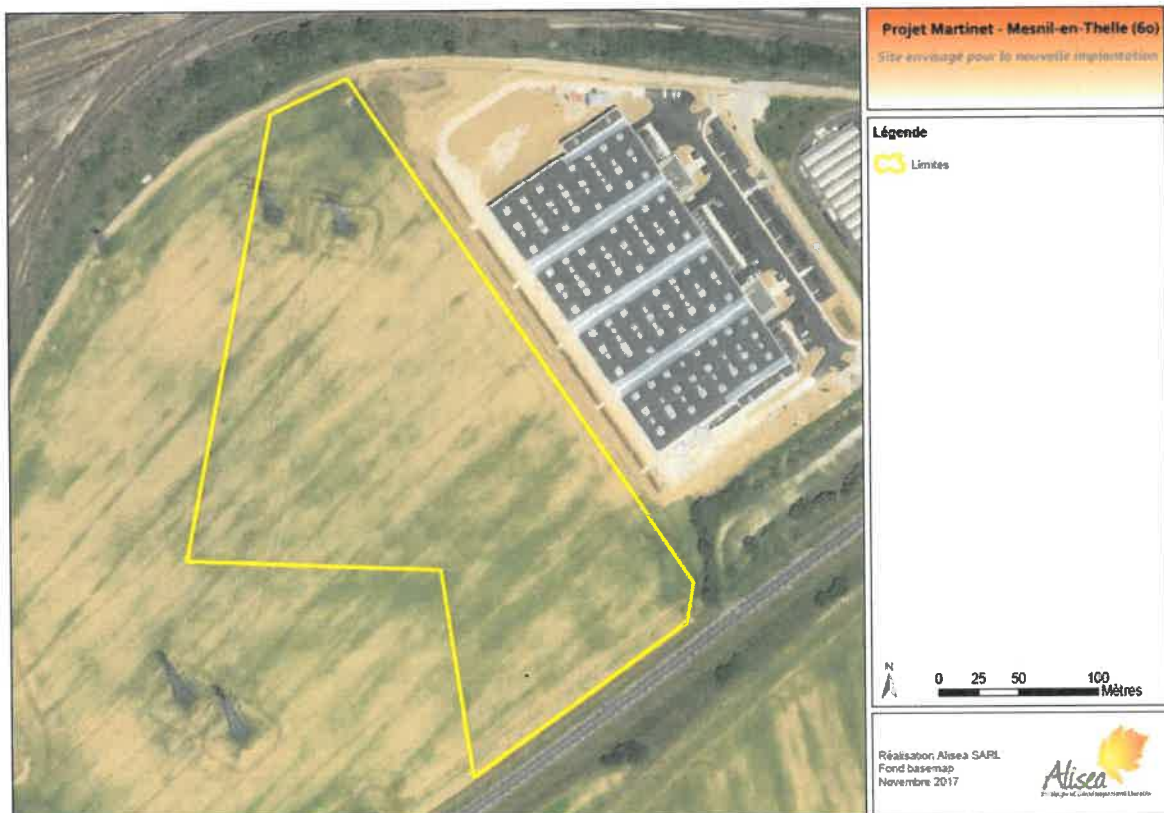 Projet Martinet - Mesnil-en-Thelle (60)
Site envisagé pour la nouvelle implantation
Légende
Limites
N
0 25 50 100
Mètres
Réalisation Alisea SARL
Fond basemap
Novembre 2017
Alisea